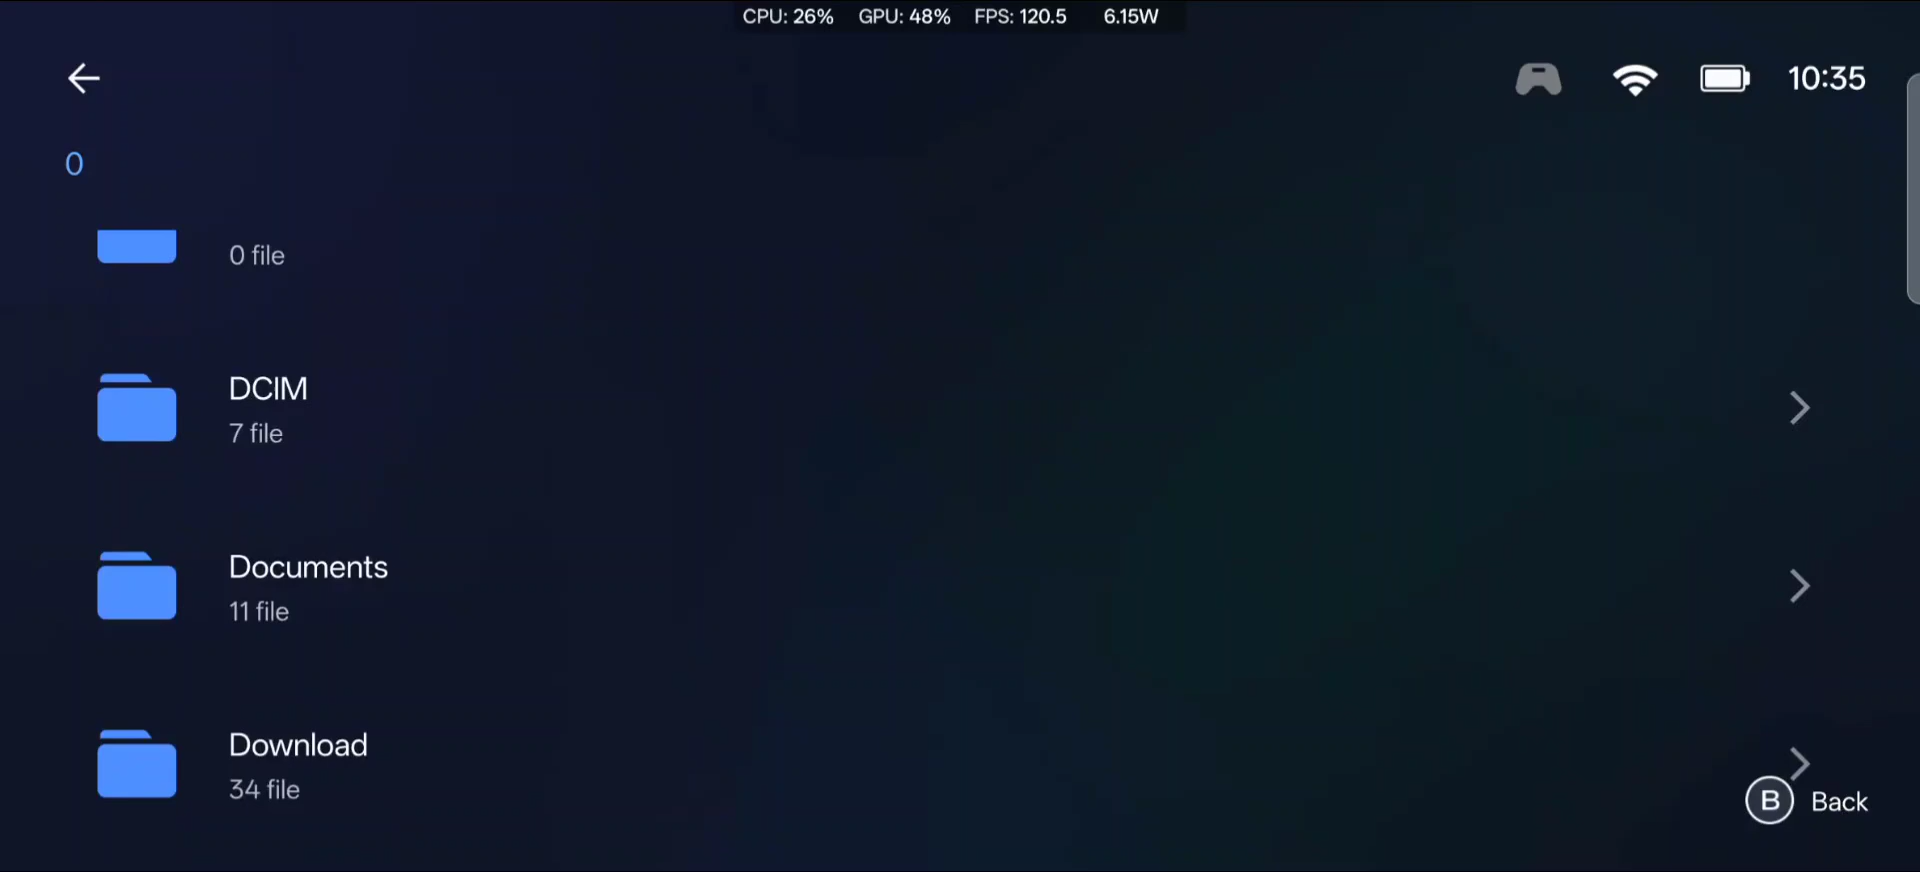 CPU: 26% GPU: 48% FPS: 120.5 6.15W
10:35
0
0 file
DCIM
7 file
Documents
11 file
Download
34 file
B Back